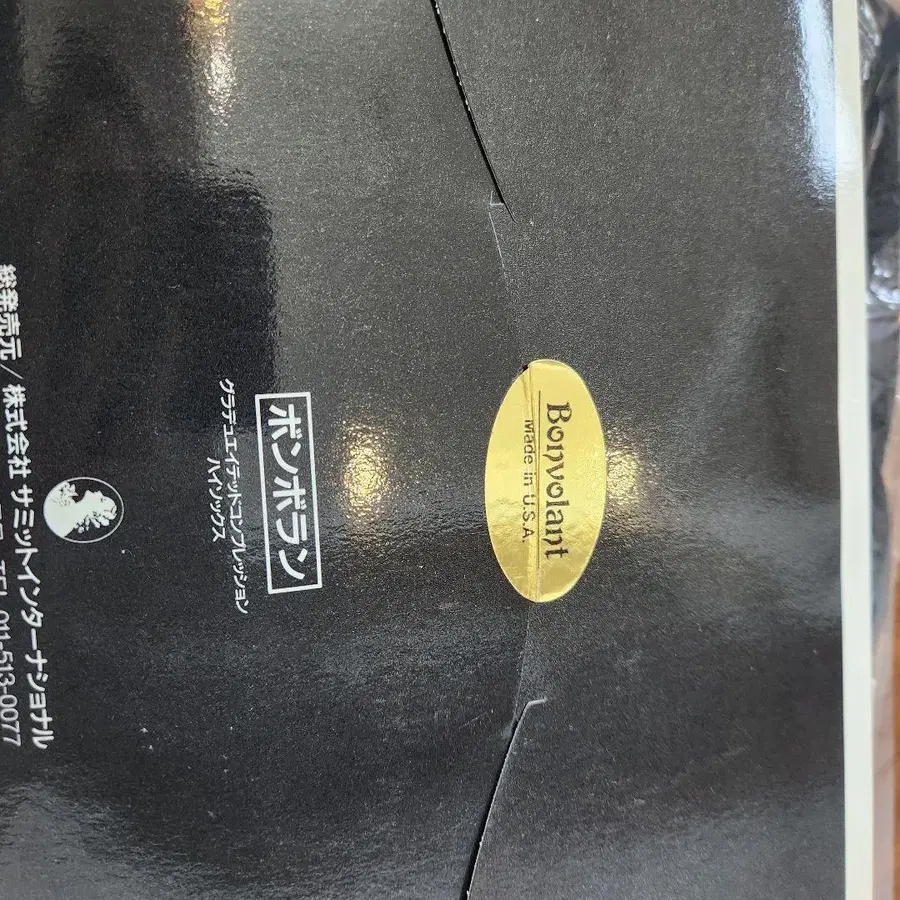 Bonvolant
Made in U.S.A.
ボンボラン
グラデュエイテッドコンプレッション
ハイソックス
総発売元/株式会社 サミットインターナショナル
TEL 011-513-0077